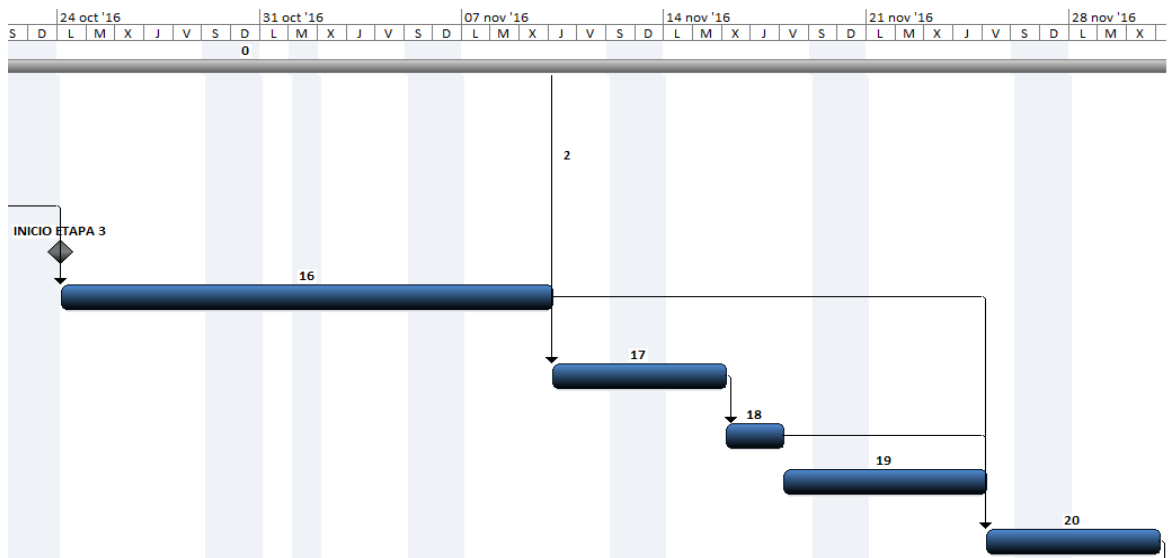 24 oct '16 31 oct '16 07 nov '16 14 nov '16 21 nov '16 28 nov '16
S D L M X J V S D L M X J V S D L M X J V S D L M X J V S D L M X J V S D L M X
0
2
INICIO ETAPA 3
16
17
18
19
20